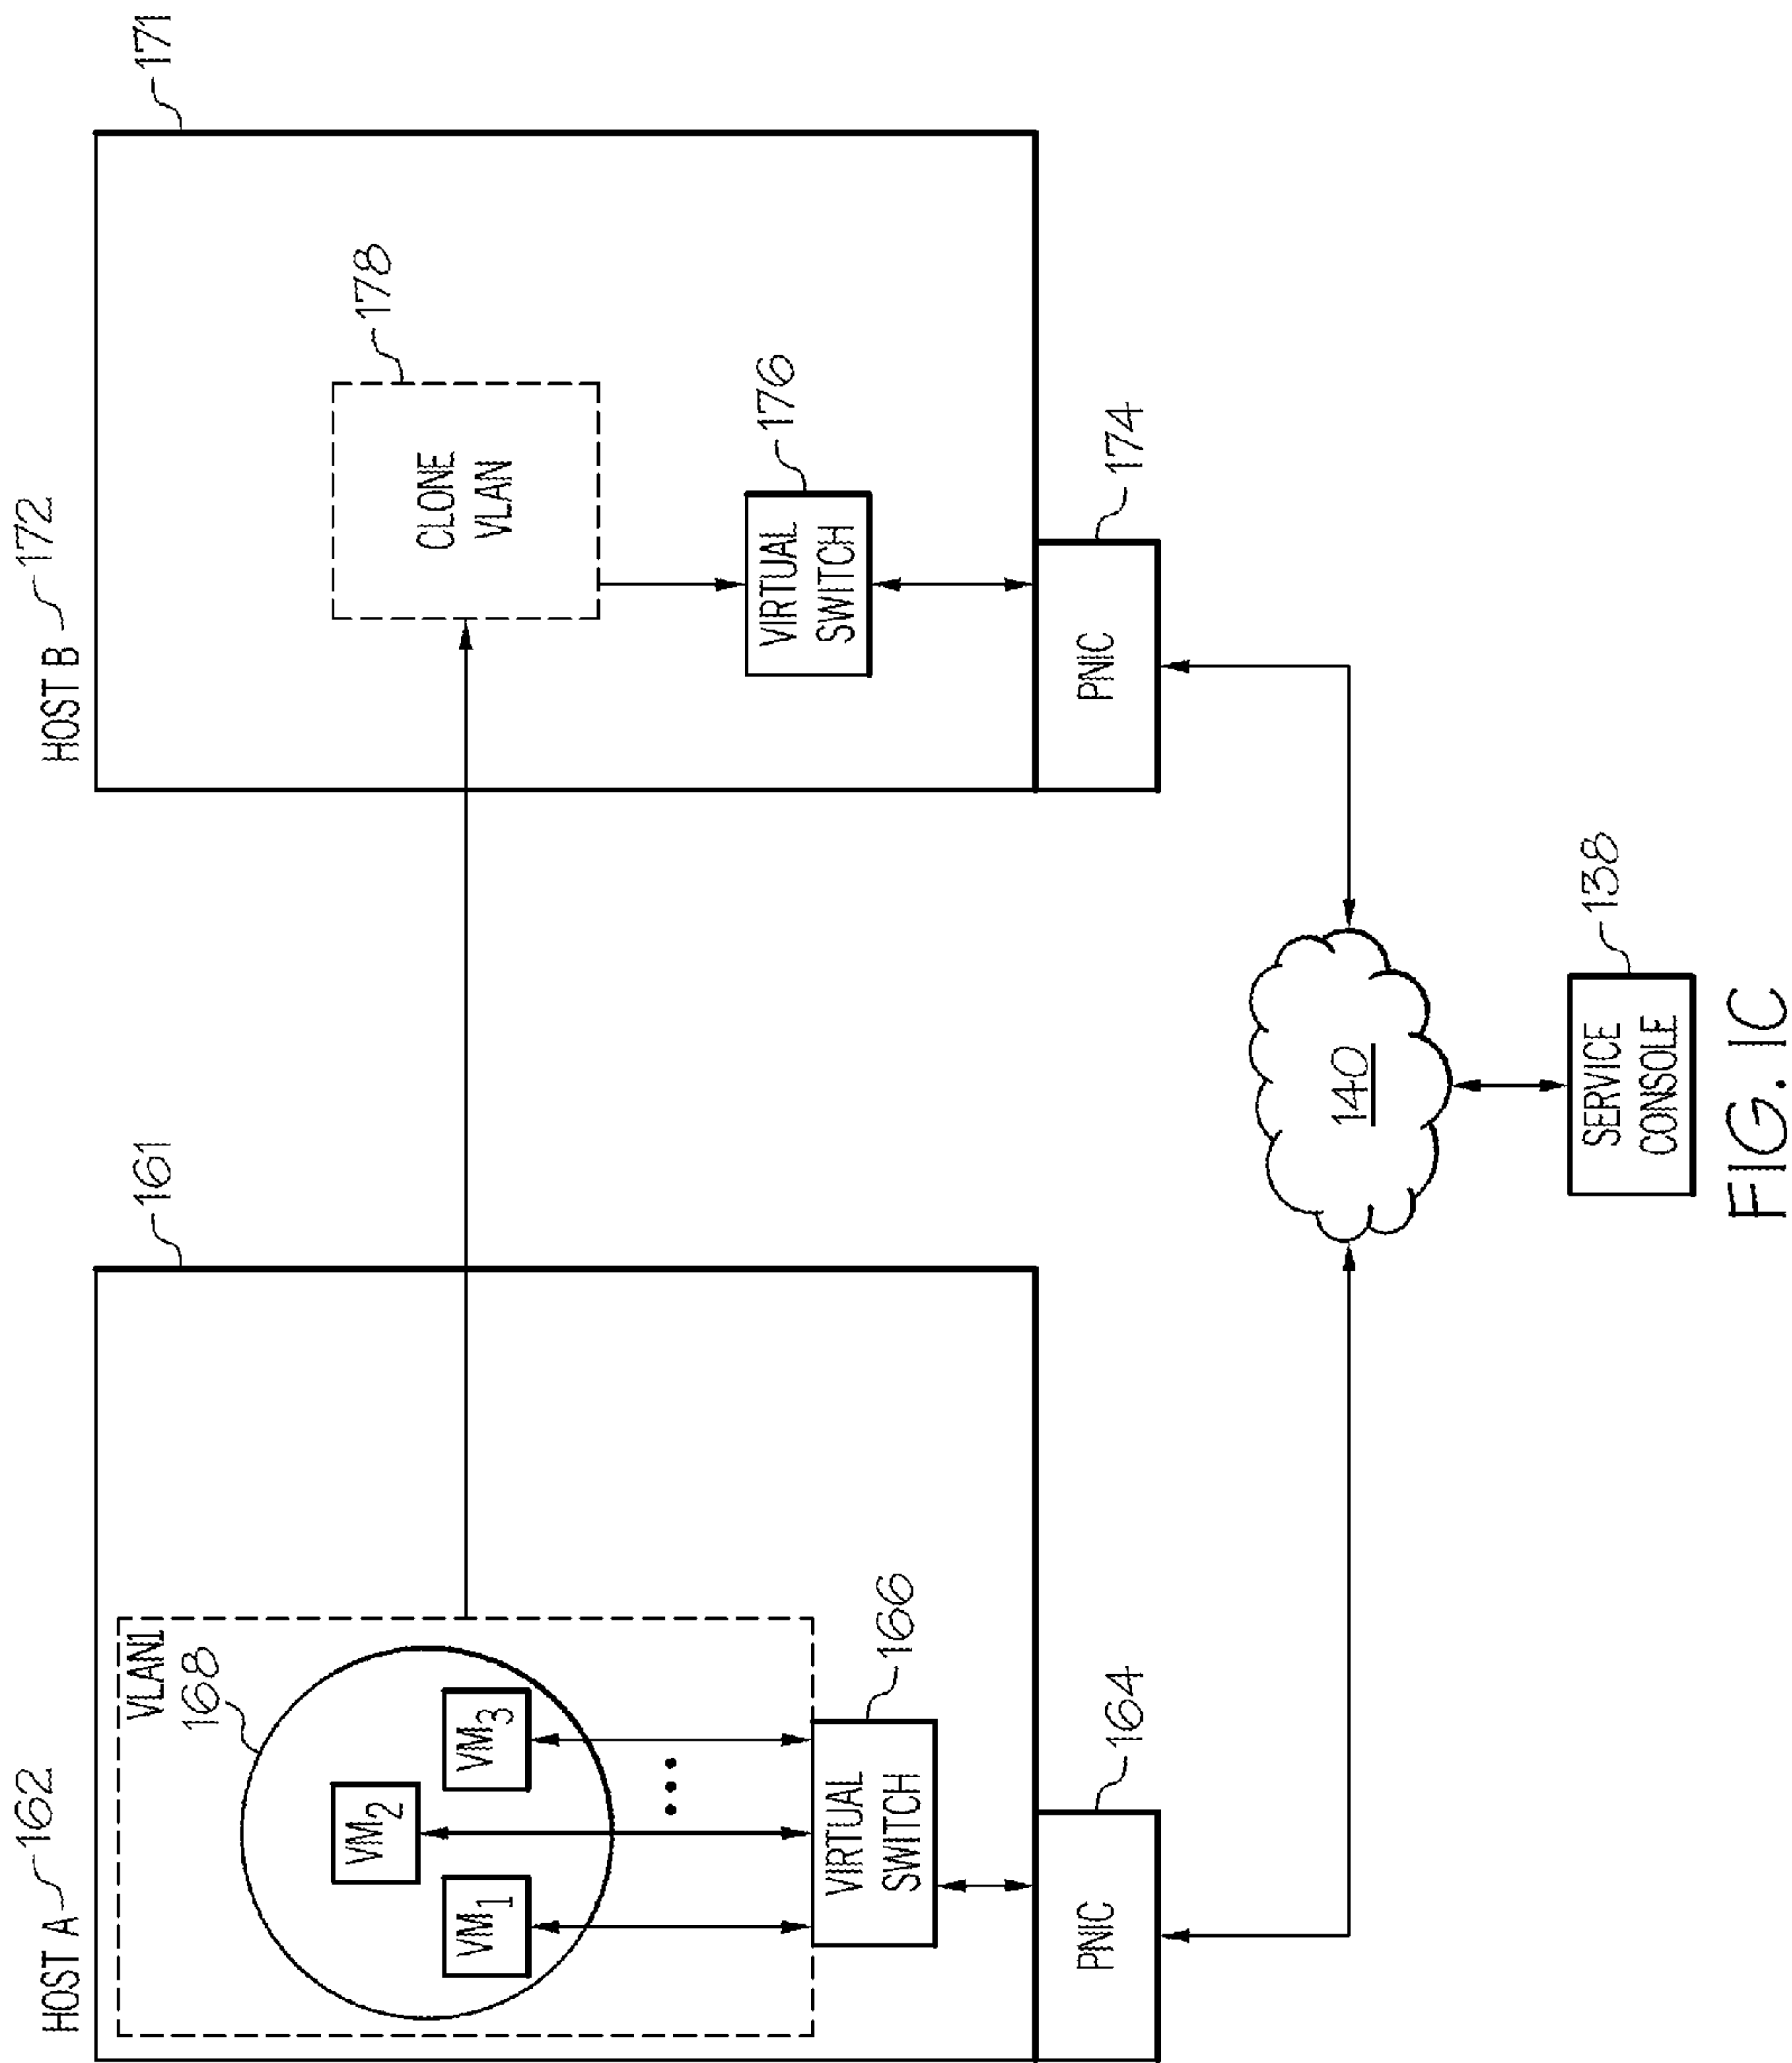 HOST A 162
161
VLAN1
168
VM1
VM2
VM3
VIRTUAL
SWITCH
166
PNIC
164
HOST B 172
171
CLONE
VLAN
178
VIRTUAL
SWITCH
176
PNIC
174
140
SERVICE
CONSOLE
138
FIG. 1C